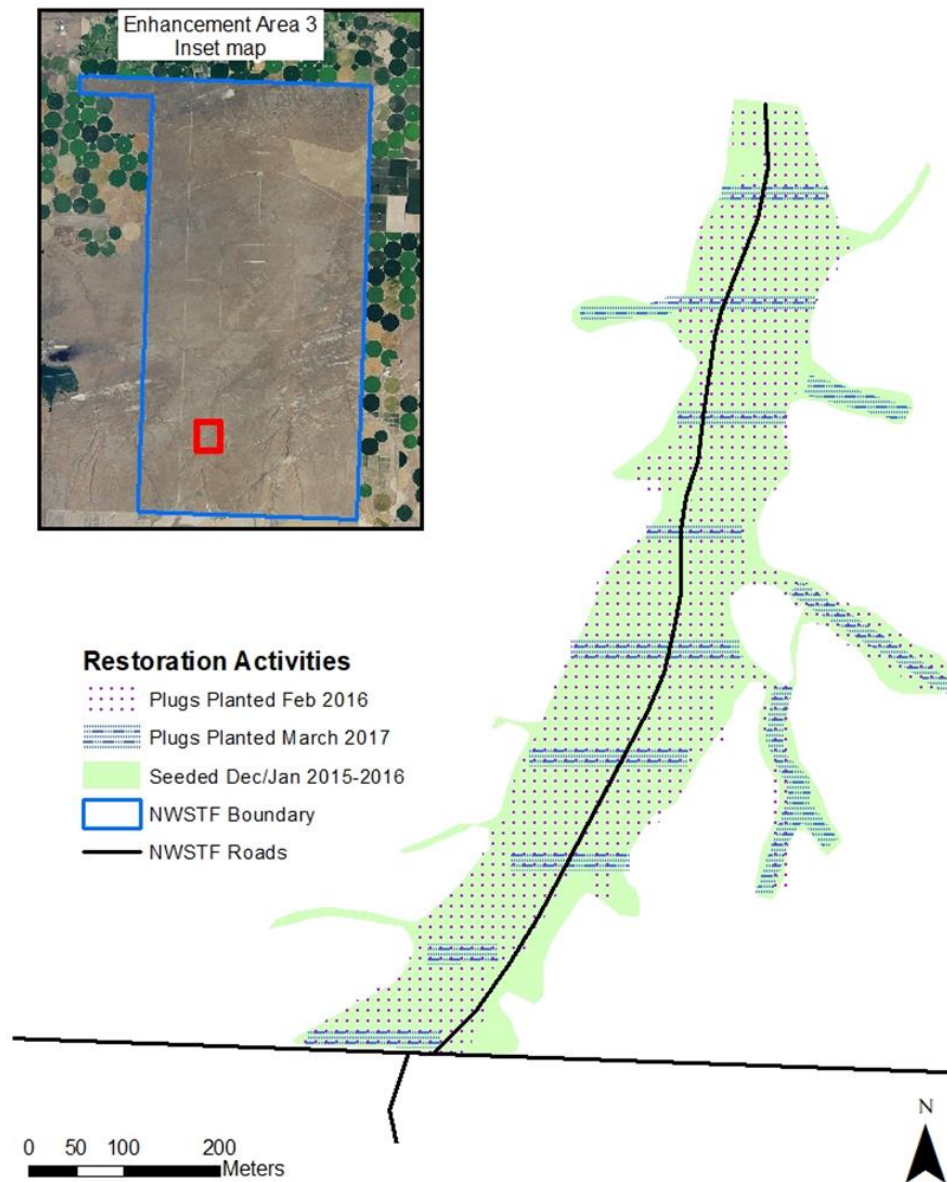 Enhancement Area 3
Inset map
Restoration Activities
Plugs Planted Feb 2016
Plugs Planted March 2017
Seeded Dec/Jan 2015-2016
NWSTF Boundary
NWSTF Roads
N
0 50 100 200
Meters